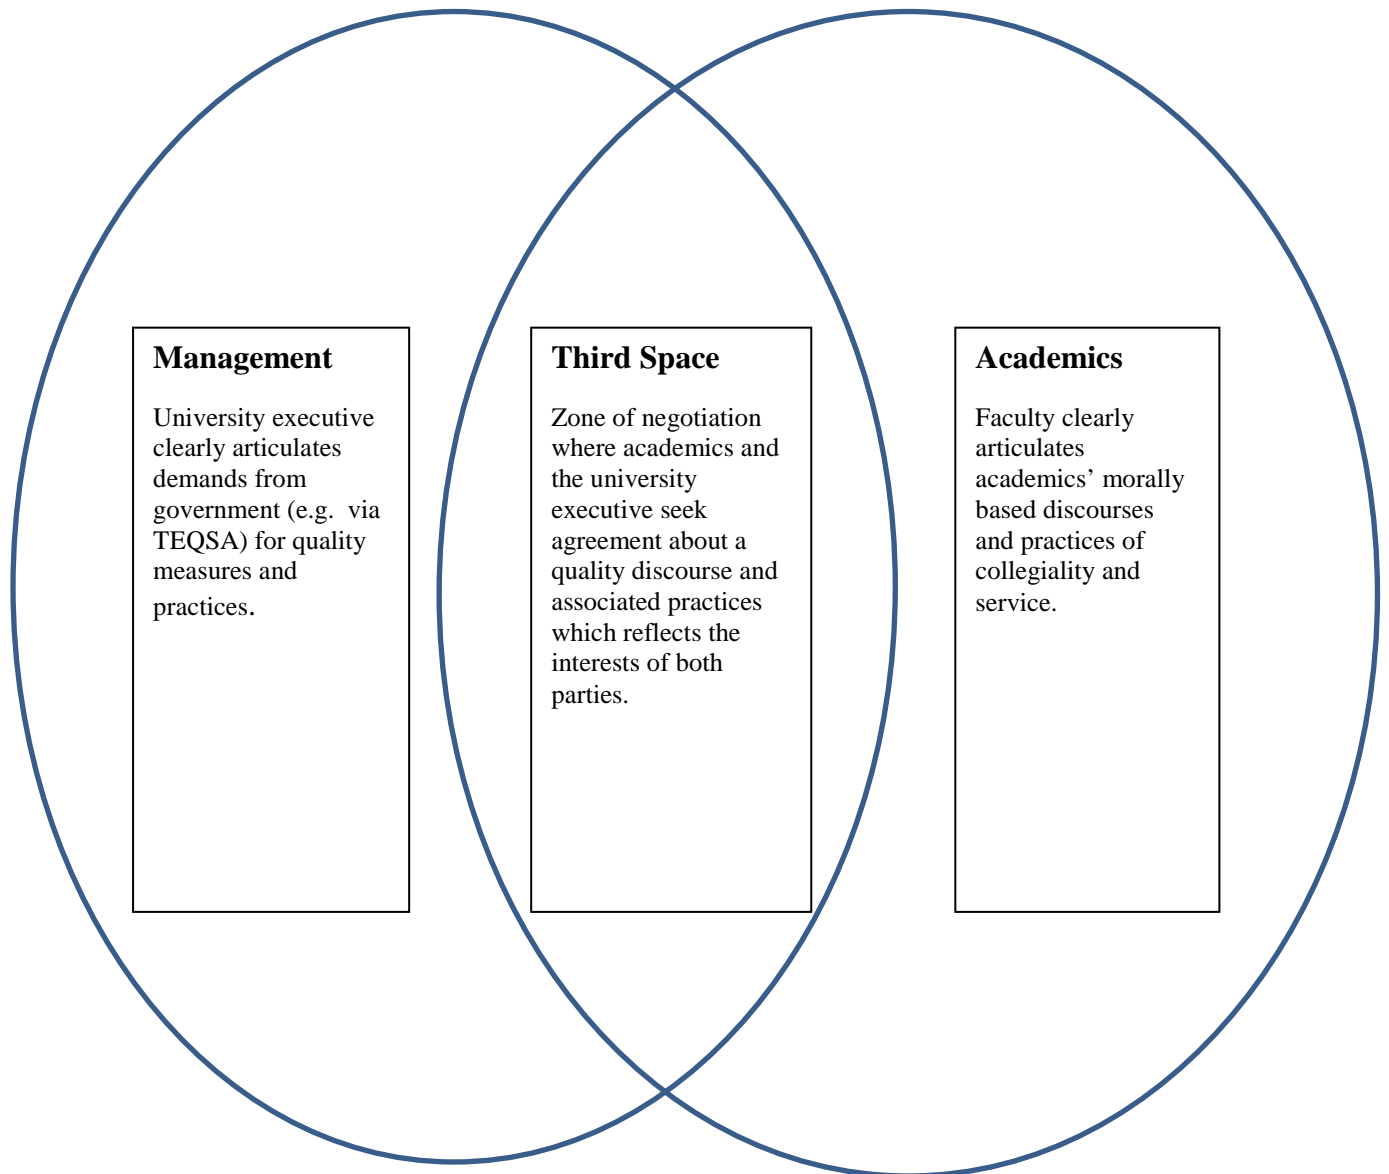 Management
University executive
clearly articulates
demands from
government (e.g.  via
TEQSA) for quality
measures and
practices.
Third Space
Zone of negotiation
where academics and
the university
executive seek
agreement about a
quality discourse and
associated practices
which reflects the
interests of both
parties.
Academics
Faculty clearly
articulates
academics’ morally
based discourses
and practices of
collegiality and
service.